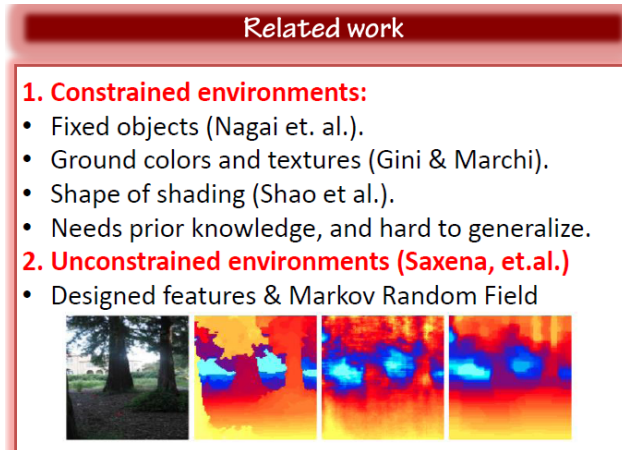 Related work
1. Constrained environments:
• Fixed objects (Nagai et. al.).
• Ground colors and textures (Gini & Marchi).
• Shape of shading (Shao et al.).
• Needs prior knowledge, and hard to generalize.
2. Unconstrained environments (Saxena, et.al.)
• Designed features & Markov Random Field